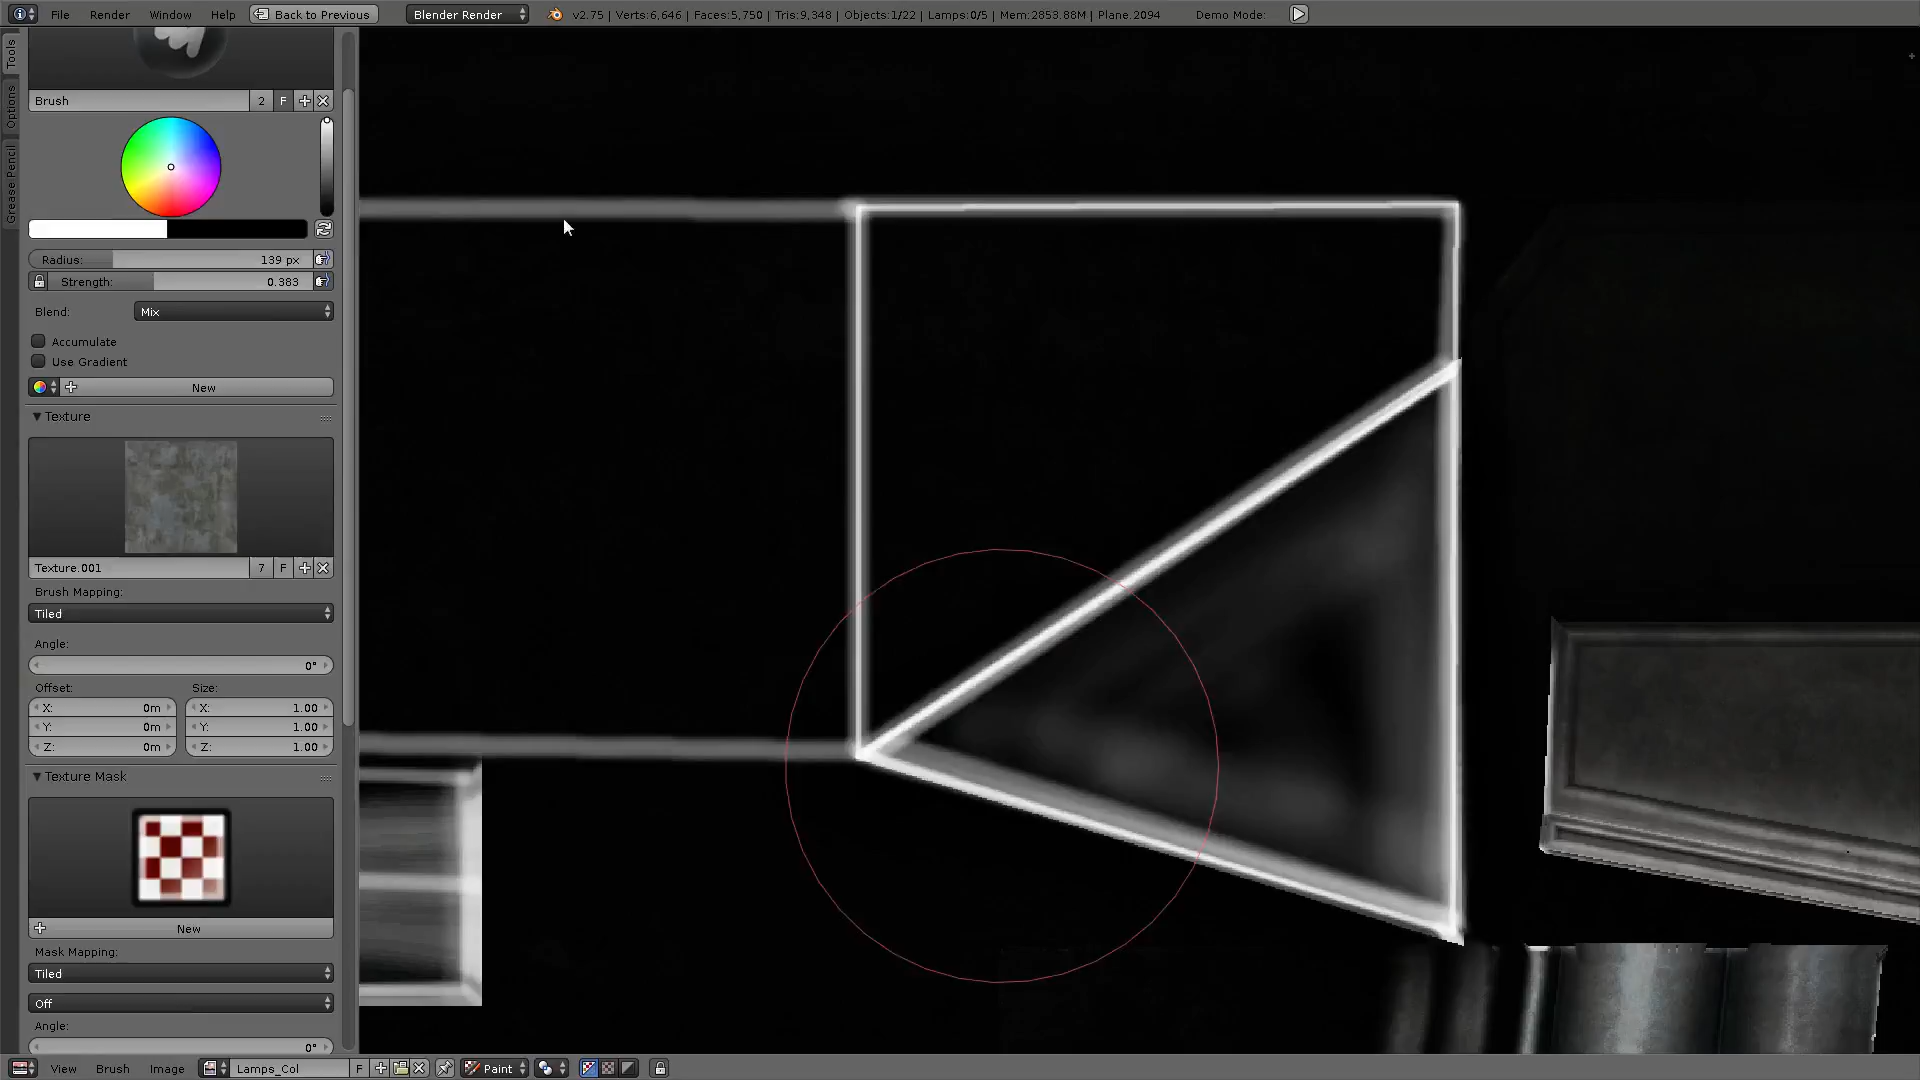 File Render Window Help Back to Previous Blender Render v2.75 | Verts:6,646 | Faces:5,750 | Tris:9,348 | Objects:1/22 | Lamps:0/5 | Mem:2853.88M | Plane.2094 Demo Mode:
Tools
Options
Grease Pencil
Brush 2 F
Radius: 139 px
Strength: 0.383
Blend: Mix
Accumulate
Use Gradient
New
Texture
Texture.001 7 F
Brush Mapping:
Tiled
Angle:
0°
Offset: Size:
X: 0m X: 1.00
Y: 0m Y: 1.00
Z: 0m Z: 1.00
Texture Mask
New
Mask Mapping:
Tiled
Off
Angle:
0°
View Brush Image Lamps_Col F Paint